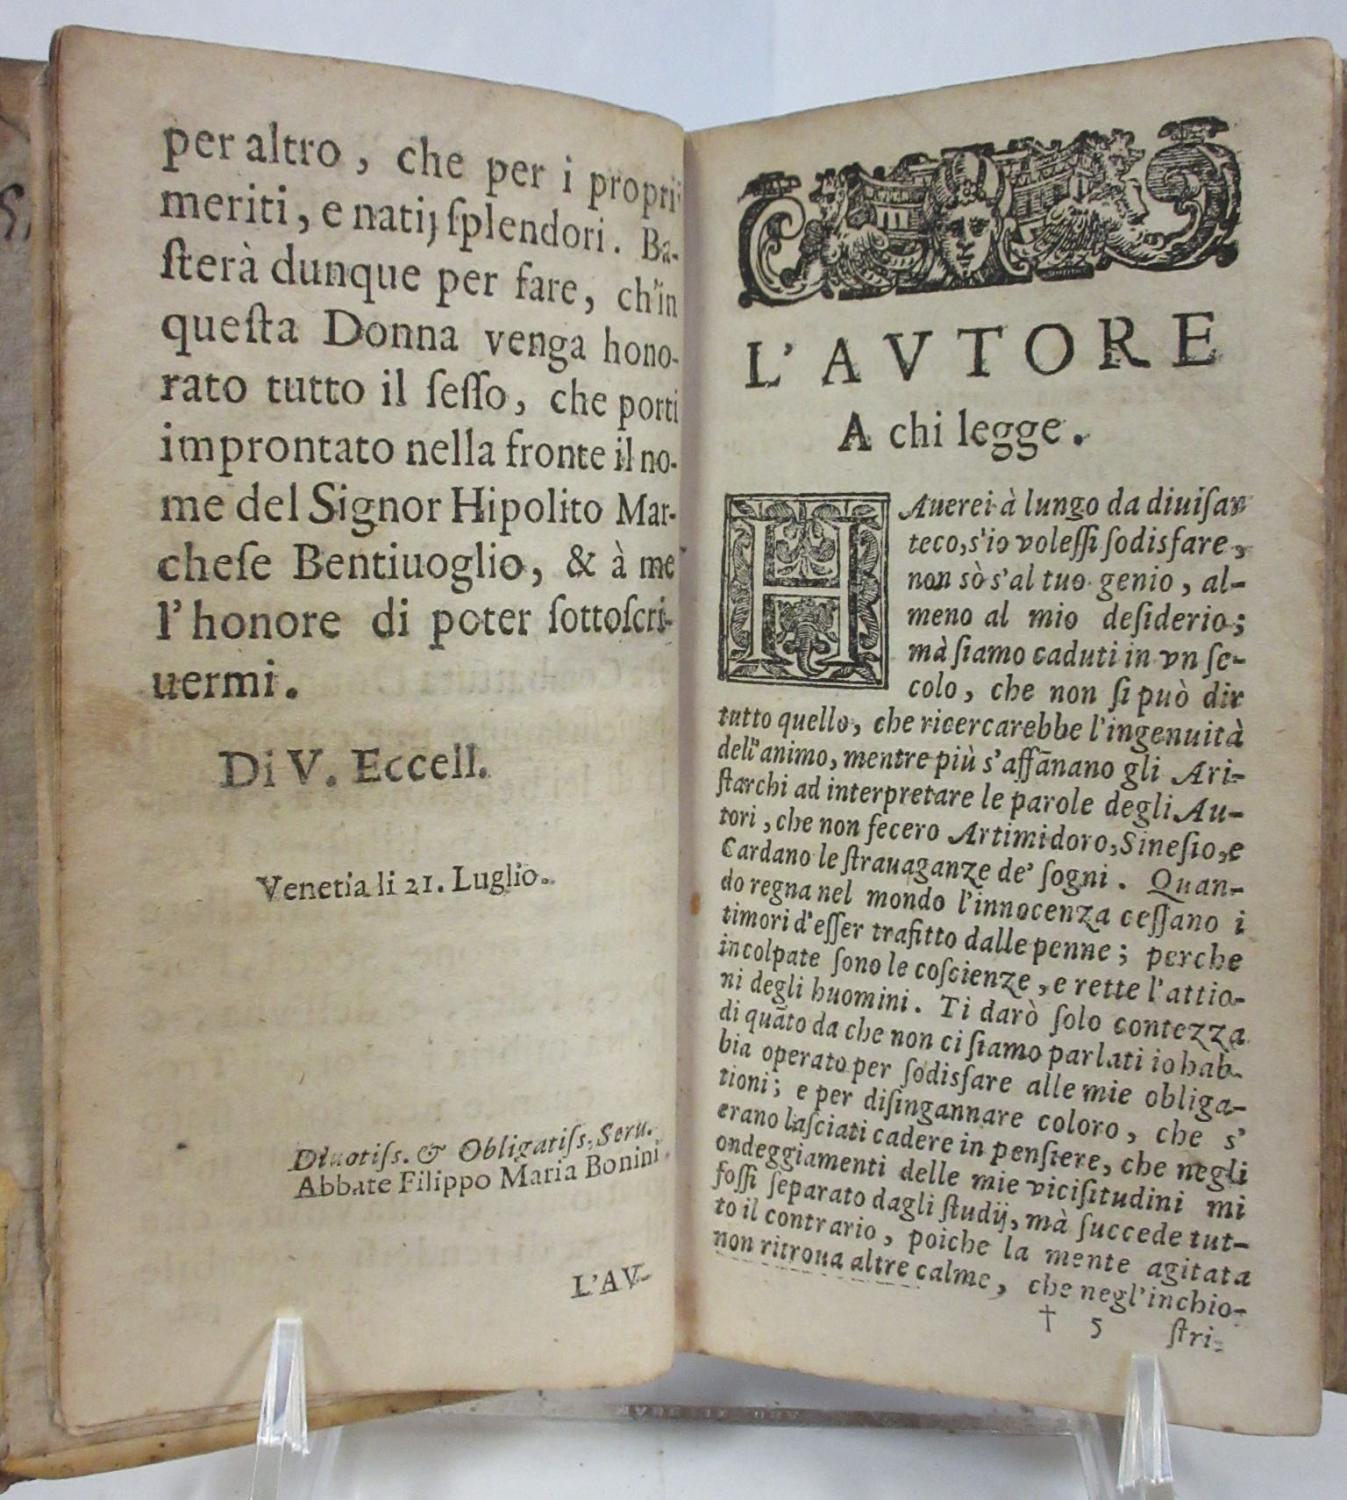 per altro, che per i proprij
meriti, e natij ſplendori. Ba-
ſterà dunque per fare, ch'in
queſta Donna venga hono-
rato tutto il ſeſſo, che porti
improntato nella fronte il no-
me del Signor Hipolito Mar-
cheſe Bentiuoglio, & à me
l'honore di poter ſottoſcri-
uermi.
Di V. Eccell.
Venetia li 21. Luglio.
Diuotiſs. & Obligatiſs. Seru.
Abbate Filippo Maria Bonini.
L'AV-
L'AVTORE
A chi legge.
HAuerei à lungo da diuiſar
teco, s'io voleſſi ſodisfare,
non sò s'al tuo genio, al-
meno al mio deſiderio;
mà ſiamo caduti in vn ſe-
colo, che non ſi può dir
tutto quello, che ricercarebbe l'ingenuità
dell'animo, mentre più s'affānano gli Ari-
ſtarchi ad interpretare le parole degli Au-
tori, che non fecero Artimidoro, Sineſio, e
Cardano le ſtrauaganze de' ſogni. Quan-
do regna nel mondo l'innocenza ceſſano i
timori d'eſſer trafitto dalle penne; perche
incolpate ſono le coſcienze, e rette l'attio-
ni degli huomini. Ti darò ſolo contezza
di quāto da che non ci ſiamo parlati io hab-
bia operato per ſodisfare alle mie obliga-
tioni; e per diſingannare coloro, che s'
erano laſciati cadere in penſiere, che negli
ondeggiamenti delle mie viciſitudini mi
foſſi ſeparato dagli ſtudij, mà ſuccede tut-
to il contrario, poiche la mente agitata
non ritroua altre calme, che negl'inchio-
† 5 ſtri-